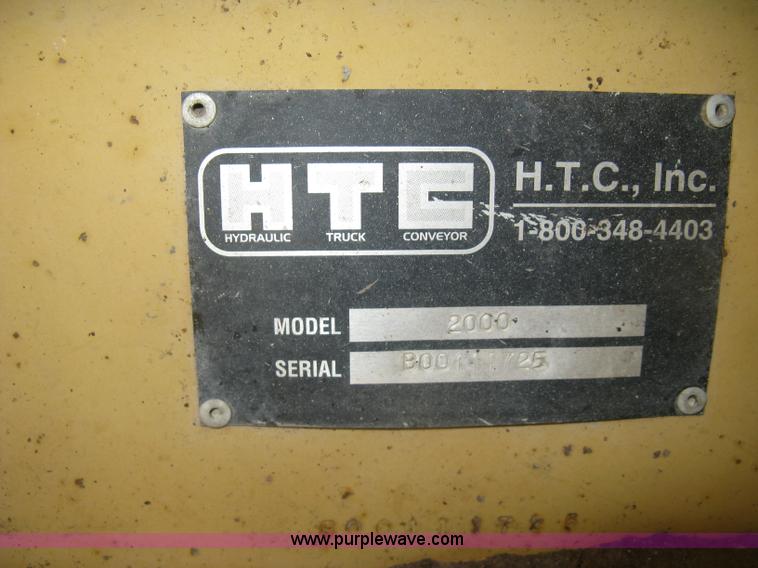 HTC
HYDRAULIC TRUCK CONVEYOR
H.T.C., Inc.
1-800-348-4403
MODEL 2000
SERIAL
www.purplewave.com